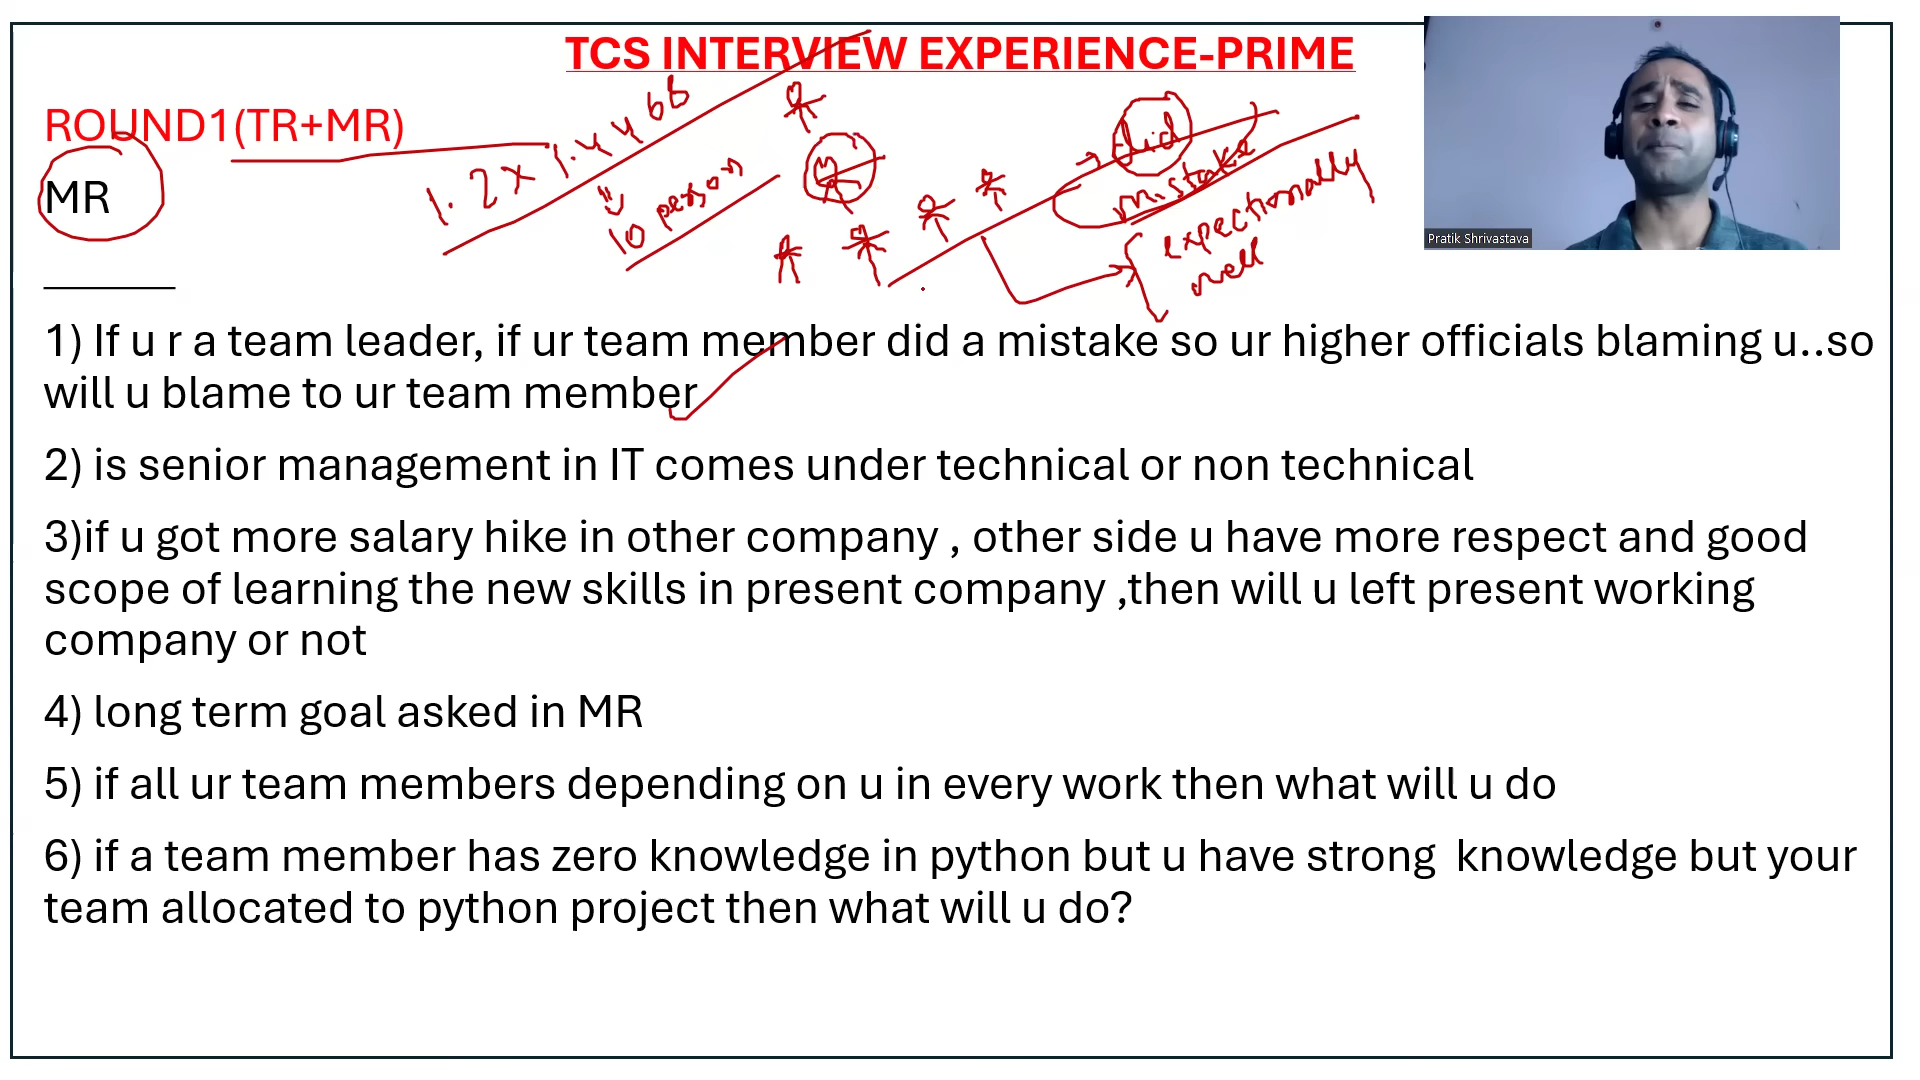 TCS INTERVIEW EXPERIENCE-PRIME
ROUND1(TR+MR)
MR
10 person
did
mistake
expectionally
well
Pratik Shrivastava
1) If u r a team leader, if ur team member did a mistake so ur higher officials blaming u..so
will u blame to ur team member
2) is senior management in IT comes under technical or non technical
3)if u got more salary hike in other company , other side u have more respect and good
scope of learning the new skills in present company ,then will u left present working
company or not
4) long term goal asked in MR
5) if all ur team members depending on u in every work then what will u do
6) if a team member has zero knowledge in python but u have strong  knowledge but your
team allocated to python project then what will u do?